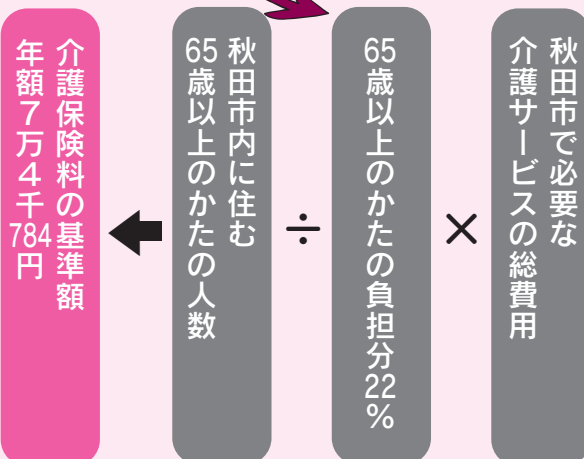 秋田市で必要な
介護サービスの総費用
×
65歳以上のかたの負担分22%
÷
秋田市内に住む
65歳以上のかたの人数
介護保険料の基準額
年額7万4千784円